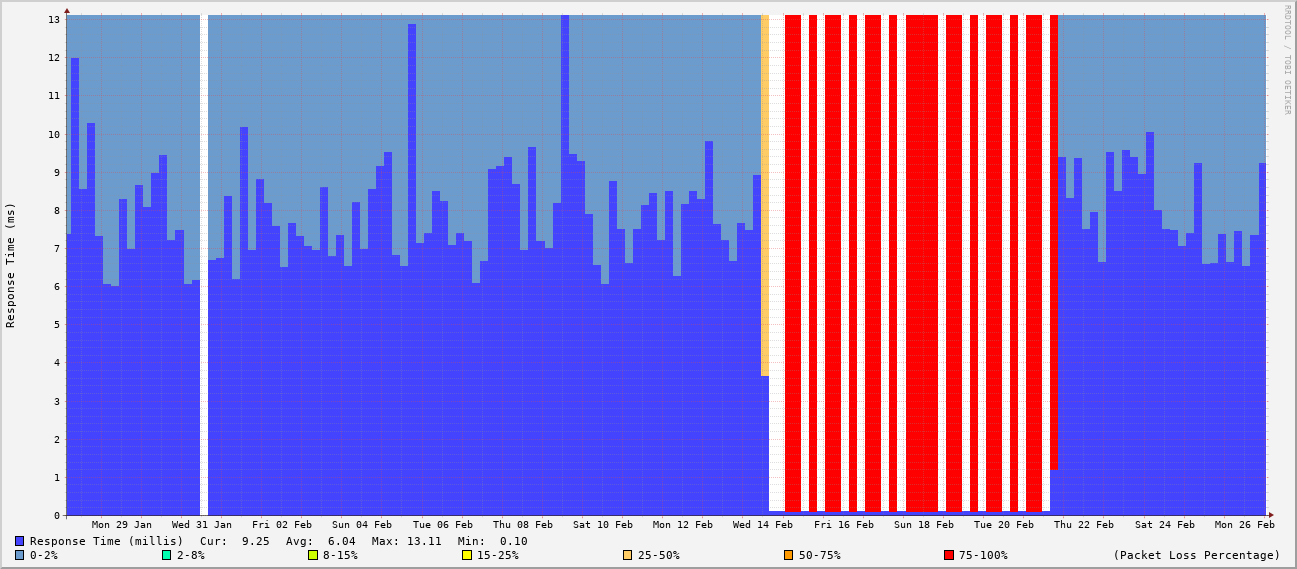 RRDTOOL / TOBI OETIKER
Response Time (ms)
13
12
11
10
9
8
7
6
5
4
3
2
1
0
Mon 29 Jan Wed 31 Jan Fri 02 Feb Sun 04 Feb Tue 06 Feb Thu 08 Feb Sat 10 Feb Mon 12 Feb Wed 14 Feb Fri 16 Feb Sun 18 Feb Tue 20 Feb Thu 22 Feb Sat 24 Feb Mon 26 Feb
Response Time (millis) Cur: 9.25 Avg: 6.04 Max: 13.11 Min: 0.10
0-2% 2-8% 8-15% 15-25% 25-50% 50-75% 75-100% (Packet Loss Percentage)